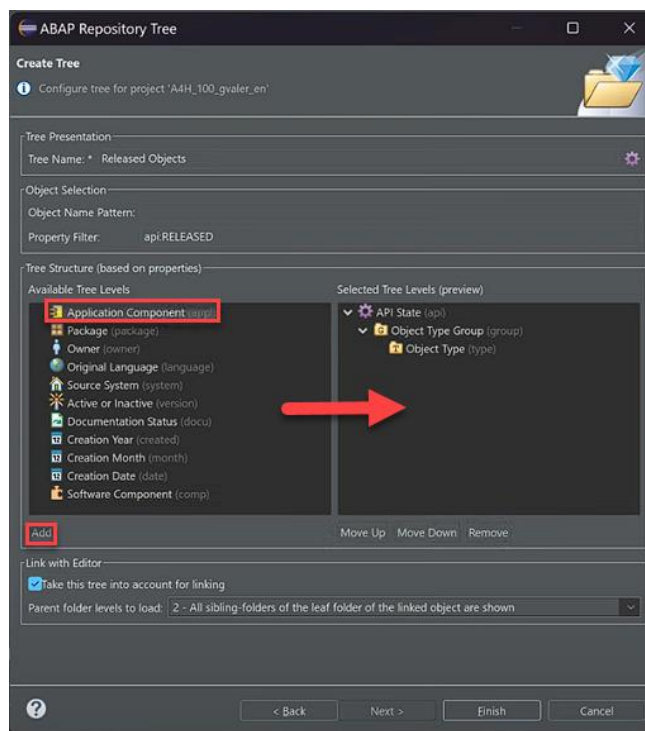 ABAP Repository Tree
Create Tree
Configure tree for project 'A4H_100_gvaler_en'
Tree Presentation
Tree Name: * Released Objects
Object Selection
Object Name Pattern:
Property Filter: api:RELEASED
Tree Structure (based on properties)
Available Tree Levels
Application Component (app)
Package (package)
Owner (owner)
Original Language (language)
Source System (system)
Active or Inactive (version)
Documentation Status (docu)
Creation Year (created)
Creation Month (month)
Creation Date (date)
Software Component (comp)
Add
Selected Tree Levels (preview)
API State (api)
Object Type Group (group)
Object Type (type)
Move Up Move Down Remove
Link with Editor
Take this tree into account for linking
Parent folder levels to load: 2 - All sibling-folders of the leaf folder of the linked object are shown
< Back Next > Finish Cancel